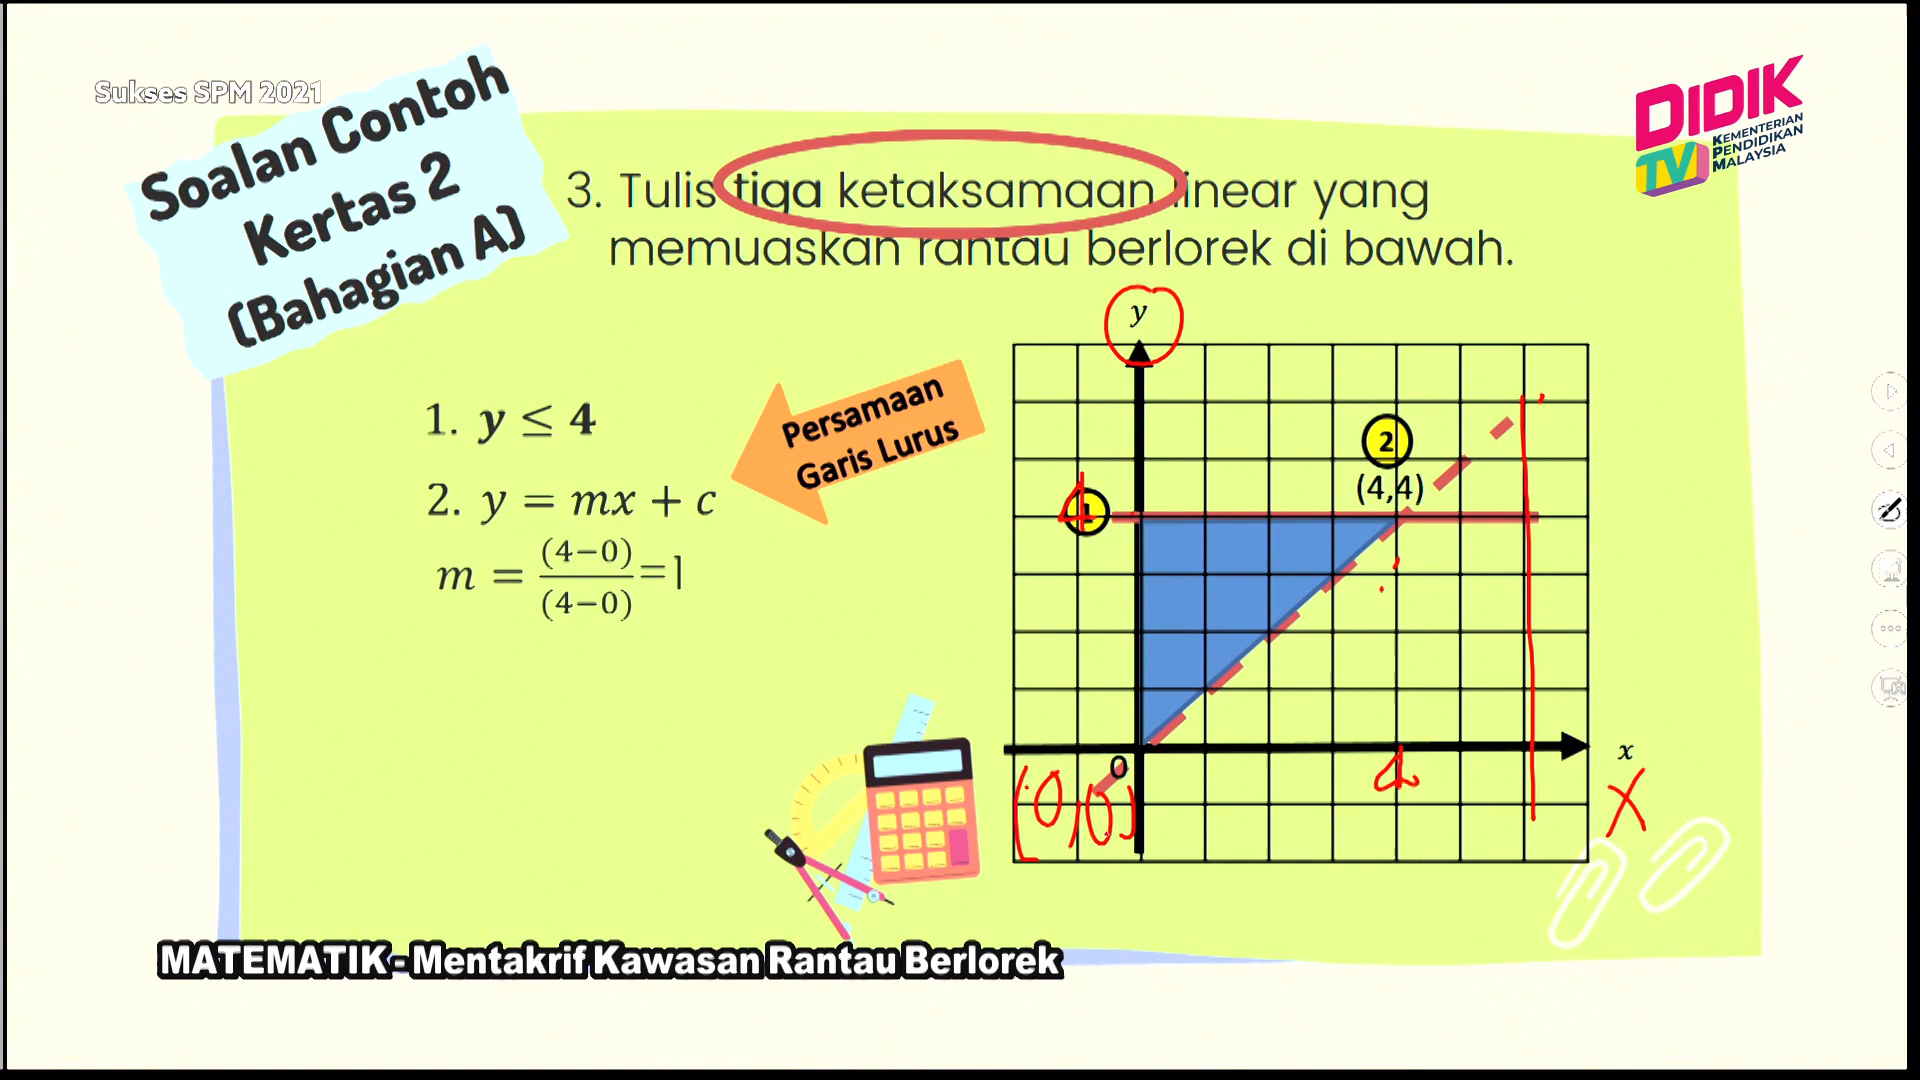 Sukses SPM 2021
Soalan Contoh
Kertas 2
(Bahagian A)
DIDIK
TV
KEMENTERIAN
PENDIDIKAN
MALAYSIA
3. Tulis tiga ketaksamaan linear yang
memuaskan rantau berlorek di bawah.
1. y ≤ 4
2. y = mx + c
m = (4−0)/(4−0) = 1
Persamaan
Garis Lurus
y
2
(4,4)
4
1
0
x
4
(0,0)
X
MATEMATIK - Mentakrif Kawasan Rantau Berlorek